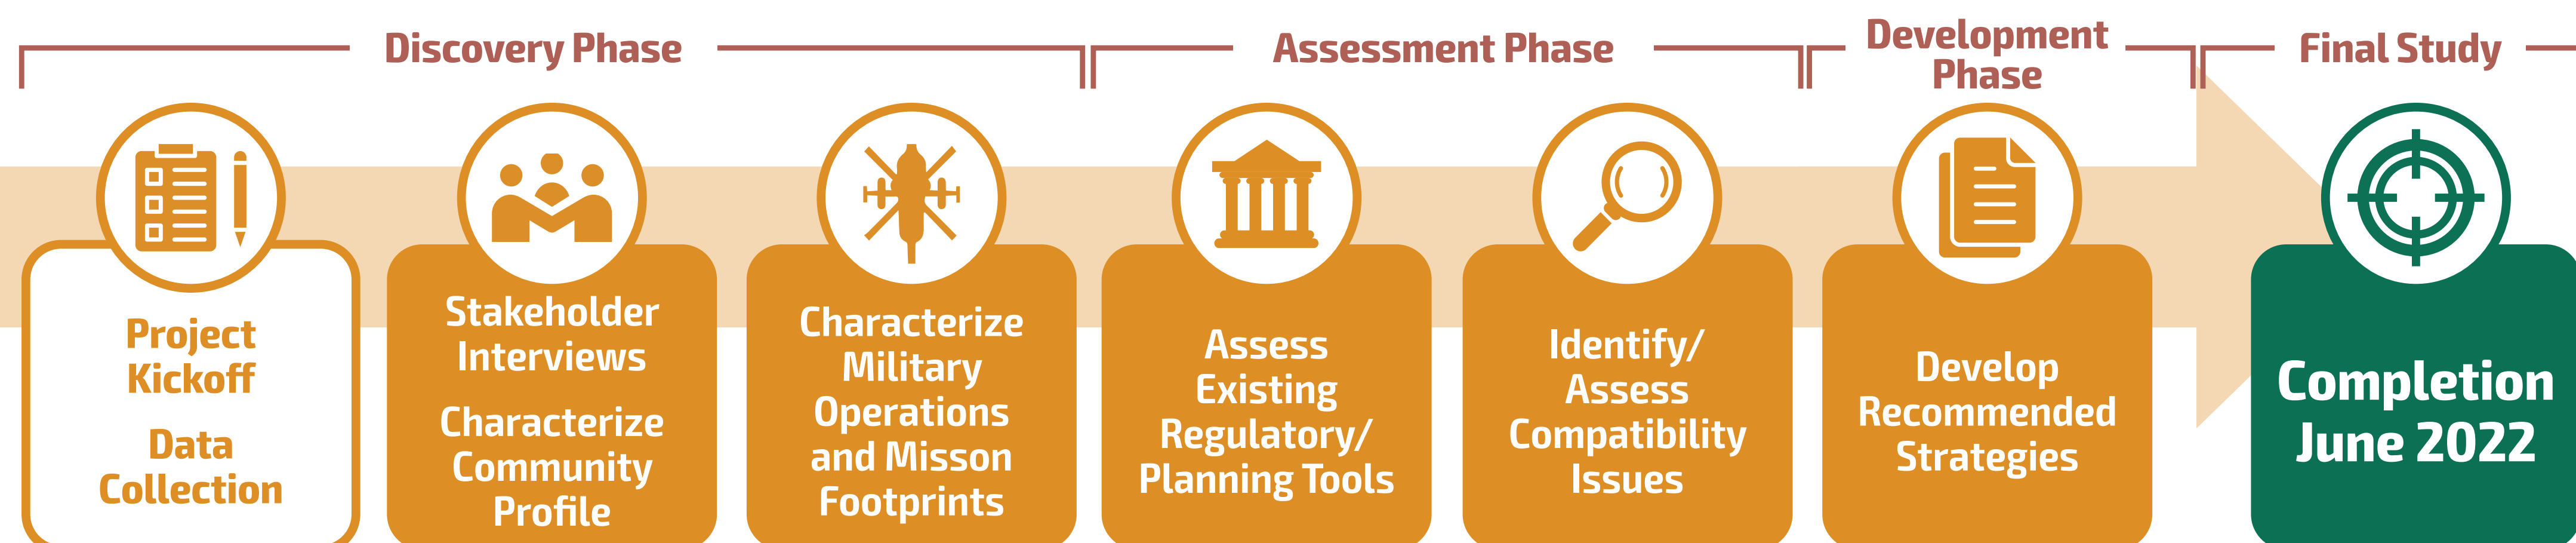 Discovery Phase
Assessment Phase
Development
Phase
Final Study
Project
Kickoff
Data
Collection
Stakeholder
Interviews
Characterize
Community
Profile
Characterize
Military
Operations
and Misson
Footprints
Assess
Existing
Regulatory/
Planning Tools
Identify/
Assess
Compatibility
Issues
Develop
Recommended
Strategies
Completion
June 2022